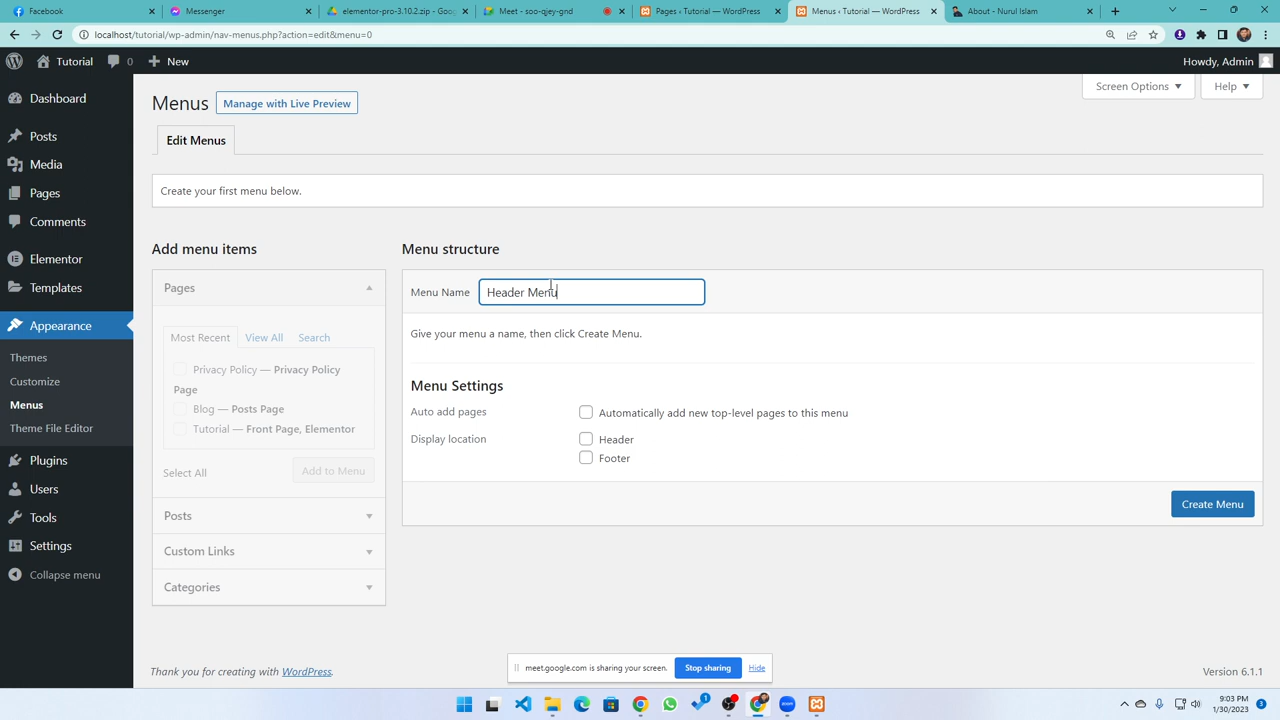 Facebook
Messenger
elementor-pro-3.10.2.zip - Goog
Meet - soo-qjey-gnd
Pages ‹ Tutorial — WordPress
Menus ‹ Tutorial — WordPress
About - Nurul Islam
localhost/tutorial/wp-admin/nav-menus.php?action=edit&menu=0
Tutorial
0
New
Howdy, Admin
Dashboard
Posts
Media
Pages
Comments
Elementor
Templates
Appearance
Themes
Customize
Menus
Theme File Editor
Plugins
Users
Tools
Settings
Collapse menu
Menus
Manage with Live Preview
Screen Options
Help
Edit Menus
Create your first menu below.
Add menu items
Pages
Most Recent
View All
Search
Privacy Policy — Privacy Policy
Page
Blog — Posts Page
Tutorial — Front Page, Elementor
Select All
Add to Menu
Posts
Custom Links
Categories
Menu structure
Menu Name
Header Menu
Give your menu a name, then click Create Menu.
Menu Settings
Auto add pages
Automatically add new top-level pages to this menu
Display location
Header
Footer
Create Menu
Thank you for creating with WordPress.
Version 6.1.1
meet.google.com is sharing your screen.
Stop sharing
Hide
1
zoom
9:03 PM
1/30/2023
3